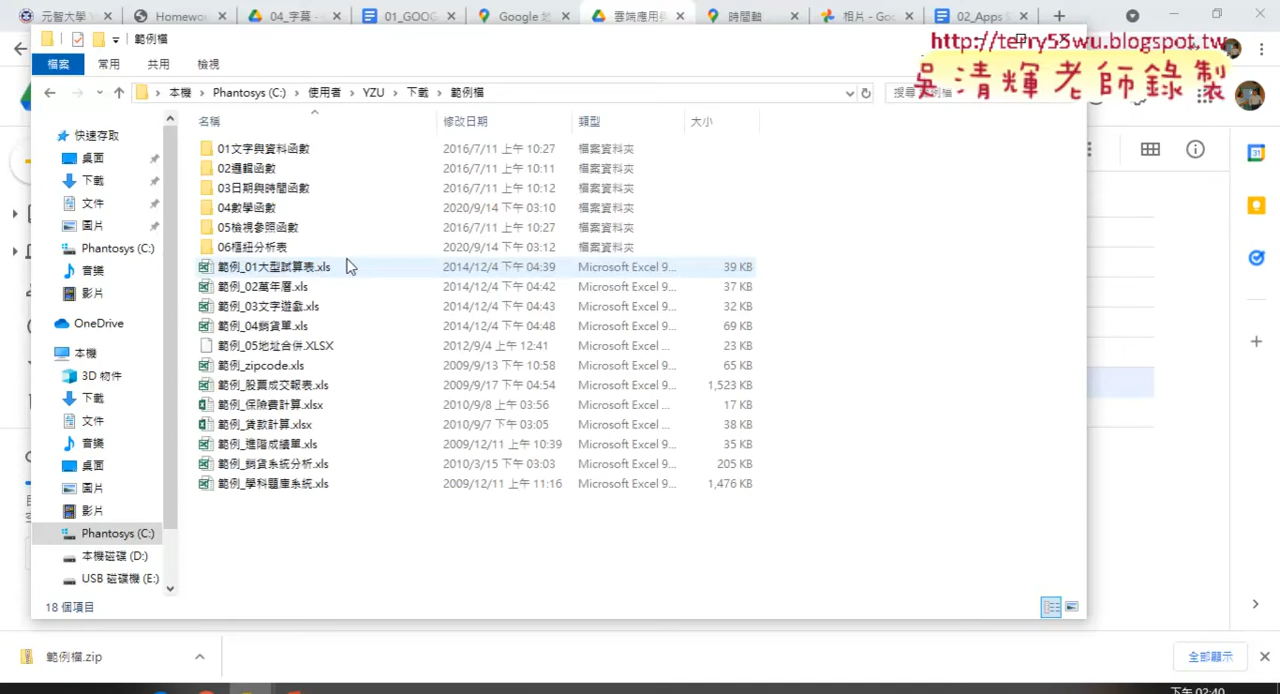 元智大學 Y
Homewo
04_字幕 - G
01_GOOG
Google 地
雲端應用學
時間軸
相片 - Goo
02_Apps S
範例檔
http://terry55wu.blogspot.tw
吳清輝老師錄製
檔案
常用
共用
檢視
本機
Phantosys (C:)
使用者
YZU
下載
範例檔
搜尋 範例檔
名稱
修改日期
類型
大小
快速存取
桌面
下載
文件
圖片
Phantosys (C:)
音樂
影片
OneDrive
本機
3D 物件
下載
文件
音樂
桌面
圖片
影片
Phantosys (C:)
本機磁碟 (D:)
USB 磁碟機 (E:)
01文字與資料函數 2016/7/11 上午 10:27 檔案資料夾
02邏輯函數 2016/7/11 上午 10:11 檔案資料夾
03日期與時間函數 2016/7/11 上午 10:12 檔案資料夾
04數學函數 2020/9/14 下午 03:10 檔案資料夾
05檢視參照函數 2016/7/11 上午 10:27 檔案資料夾
06樞紐分析表 2020/9/14 下午 03:12 檔案資料夾
範例_01大型試算表.xls 2014/12/4 下午 04:39 Microsoft Excel 9... 39 KB
範例_02萬年曆.xls 2014/12/4 下午 04:42 Microsoft Excel 9... 37 KB
範例_03文字遊戲.xls 2014/12/4 下午 04:43 Microsoft Excel 9... 32 KB
範例_04銷貨單.xls 2014/12/4 下午 04:48 Microsoft Excel 9... 69 KB
範例_05地址合併.XLSX 2012/9/4 上午 12:41 Microsoft Excel ... 23 KB
範例_zipcode.xls 2009/9/13 下午 10:58 Microsoft Excel 9... 65 KB
範例_股票成交報表.xls 2009/9/17 下午 04:54 Microsoft Excel 9... 1,523 KB
範例_保險費計算.xlsx 2010/9/8 上午 03:56 Microsoft Excel ... 17 KB
範例_貸款計算.xlsx 2010/9/7 下午 03:05 Microsoft Excel ... 38 KB
範例_進階成績單.xls 2009/12/11 上午 10:39 Microsoft Excel 9... 35 KB
範例_銷貨系統分析.xls 2010/3/15 下午 03:03 Microsoft Excel 9... 205 KB
範例_學科題庫系統.xls 2009/12/11 上午 11:16 Microsoft Excel 9... 1,476 KB
18 個項目
範例檔.zip
全部顯示
下午 02:40